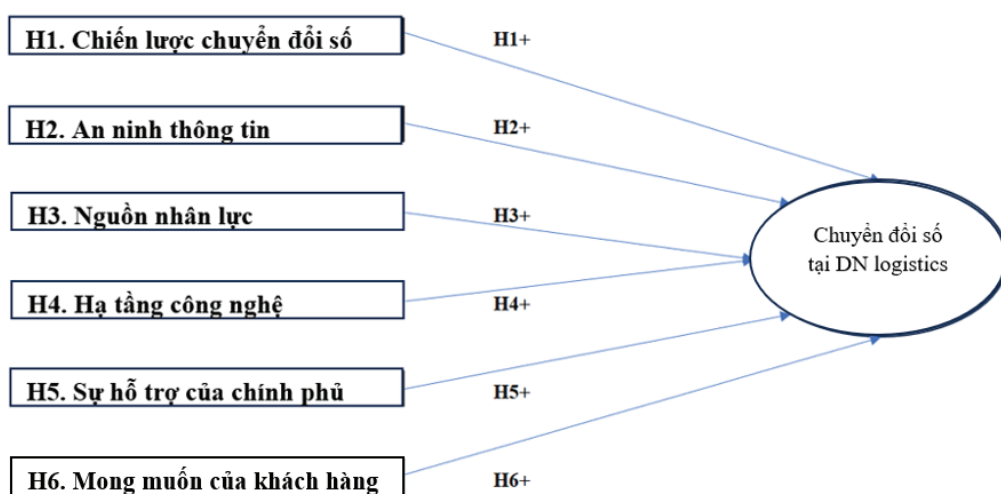 H1. Chiến lược chuyển đổi số
H1+
H2. An ninh thông tin
H2+
H3. Nguồn nhân lực
H3+
Chuyển đổi số
tại DN logistics
H4. Hạ tầng công nghệ
H4+
H5. Sự hỗ trợ của chính phủ
H5+
H6. Mong muốn của khách hàng
H6+